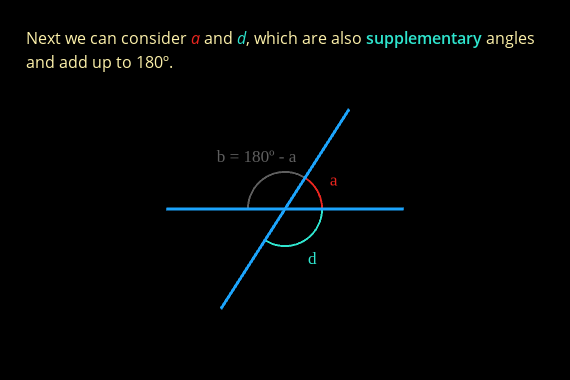 Next we can consider a and d, which are also supplementary angles
and add up to 180º.
b = 180º - a
a
d